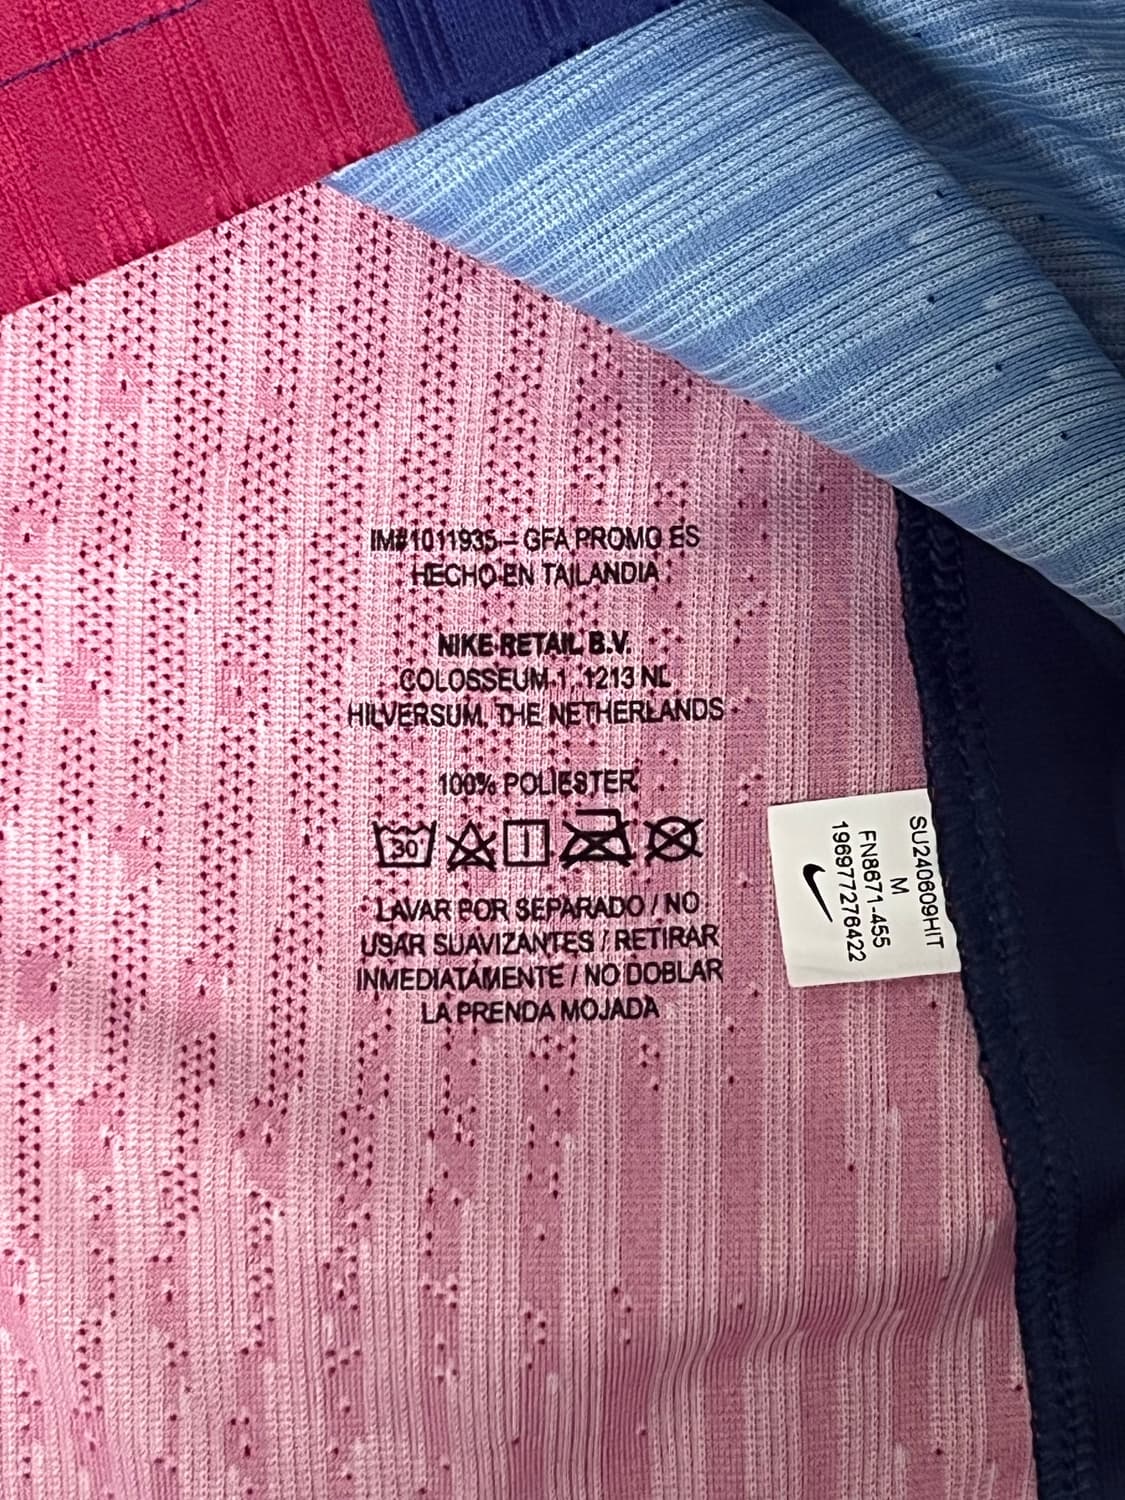 IM#1011935– GFA PROMO ES
HECHO EN TAILANDIA
NIKE RETAIL B.V.
COLOSSEUM 1, 1213 NL
HILVERSUM, THE NETHERLANDS
100% POLIESTER
30°
LAVAR POR SEPARADO / NO
USAR SUAVIZANTES / RETIRAR
INMEDIATAMENTE / NO DOBLAR
LA PRENDA MOJADA
SU240609HIT
M
FN8671-455
196977276422